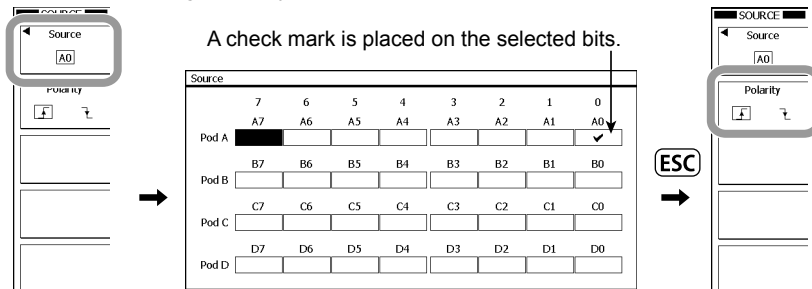 SOURCE
Source
A0
Polarity
A check mark is placed on the selected bits.
Source
7 6 5 4 3 2 1 0
A7 A6 A5 A4 A3 A2 A1 A0
Pod A
B7 B6 B5 B4 B3 B2 B1 B0
Pod B
C7 C6 C5 C4 C3 C2 C1 C0
Pod C
D7 D6 D5 D4 D3 D2 D1 D0
Pod D
ESC
SOURCE
Source
A0
Polarity